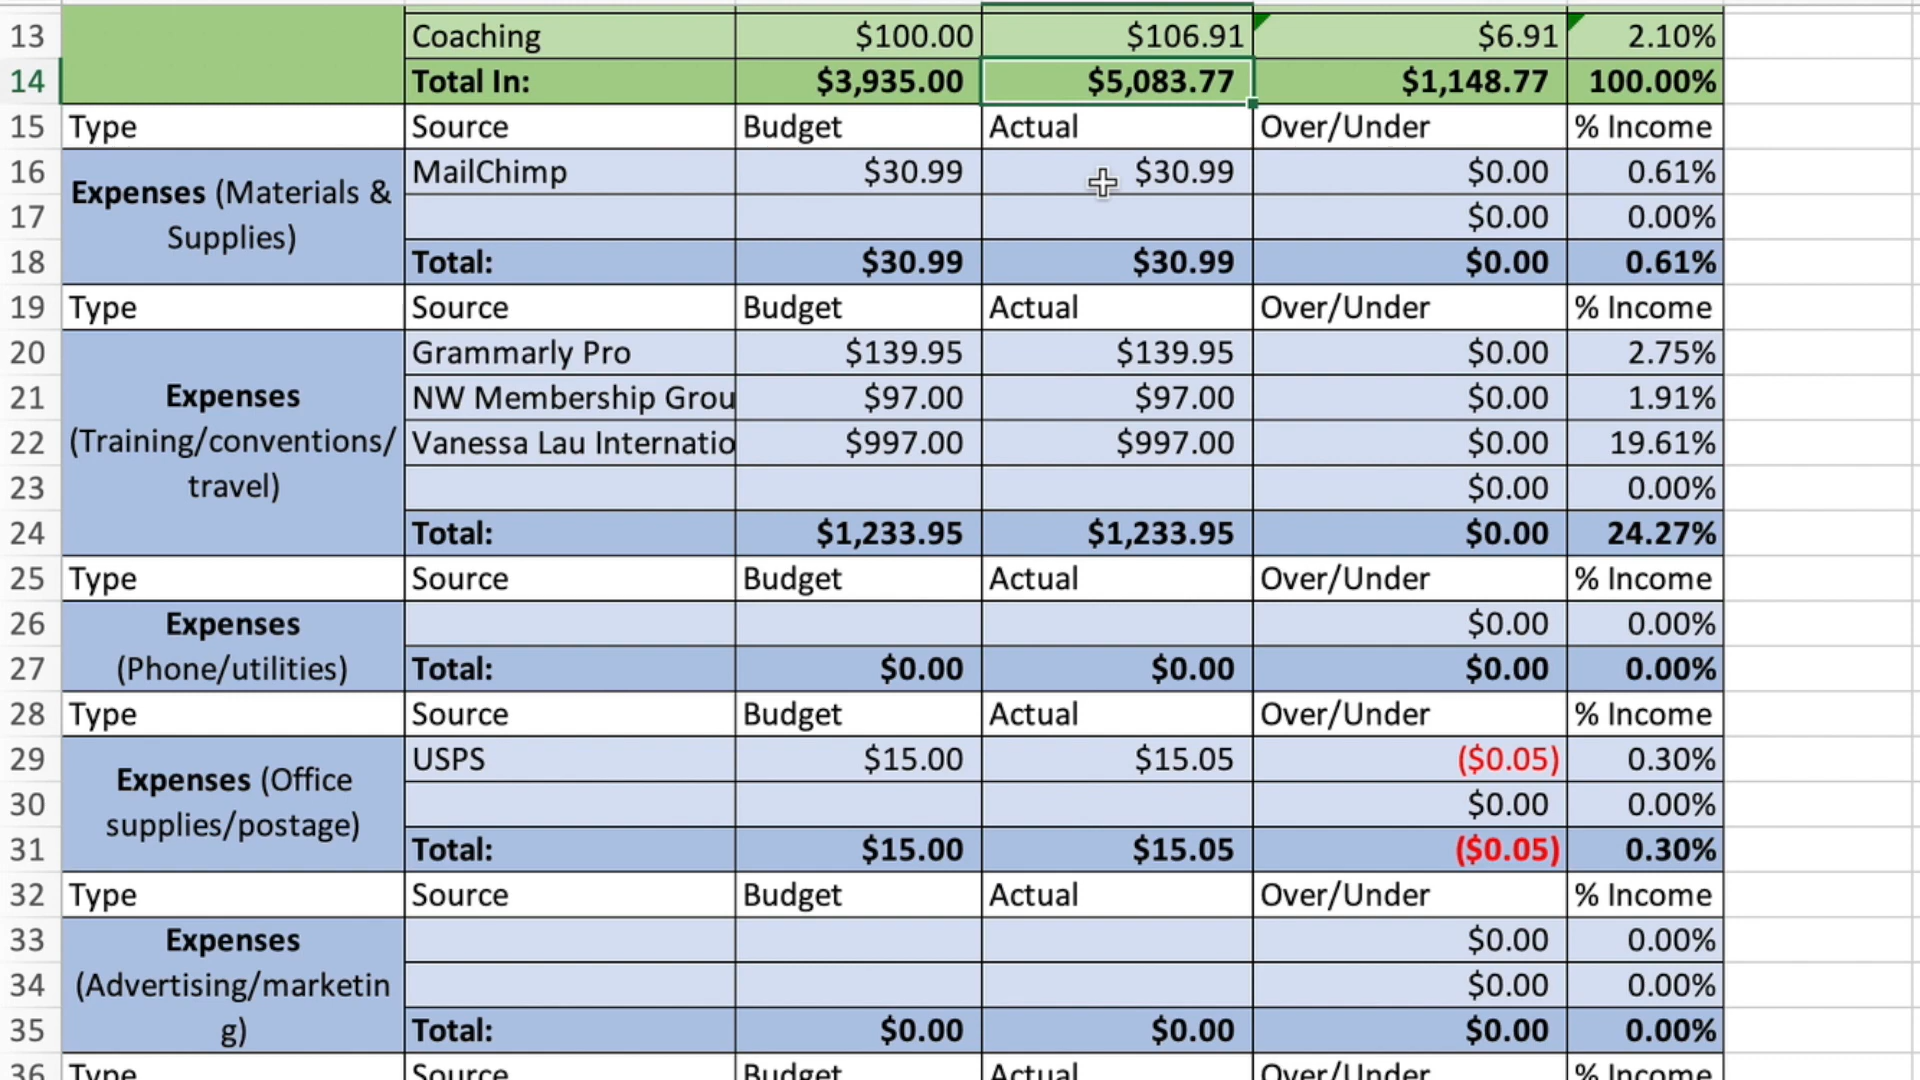 13 Coaching $100.00 $106.91 $6.91 2.10%
14 Total In: $3,935.00 $5,083.77 $1,148.77 100.00%
15 Type Source Budget Actual Over/Under % Income
16 MailChimp $30.99 $30.99 $0.00 0.61%
Expenses (Materials &
Supplies)
17 $0.00 0.00%
18 Total: $30.99 $30.99 $0.00 0.61%
19 Type Source Budget Actual Over/Under % Income
20 Grammarly Pro $139.95 $139.95 $0.00 2.75%
21 Expenses NW Membership Grou $97.00 $97.00 $0.00 1.91%
22 (Training/conventions/ Vanessa Lau Internatio $997.00 $997.00 $0.00 19.61%
23 travel) $0.00 0.00%
24 Total: $1,233.95 $1,233.95 $0.00 24.27%
25 Type Source Budget Actual Over/Under % Income
26 Expenses $0.00 0.00%
27 (Phone/utilities) Total: $0.00 $0.00 $0.00 0.00%
28 Type Source Budget Actual Over/Under % Income
29 USPS $15.00 $15.05 ($0.05) 0.30%
Expenses (Office
supplies/postage)
30 $0.00 0.00%
31 Total: $15.00 $15.05 ($0.05) 0.30%
32 Type Source Budget Actual Over/Under % Income
33 Expenses $0.00 0.00%
34 (Advertising/marketin $0.00 0.00%
35 g) Total: $0.00 $0.00 $0.00 0.00%
36 Type Source Budget Actual Over/Under % Income